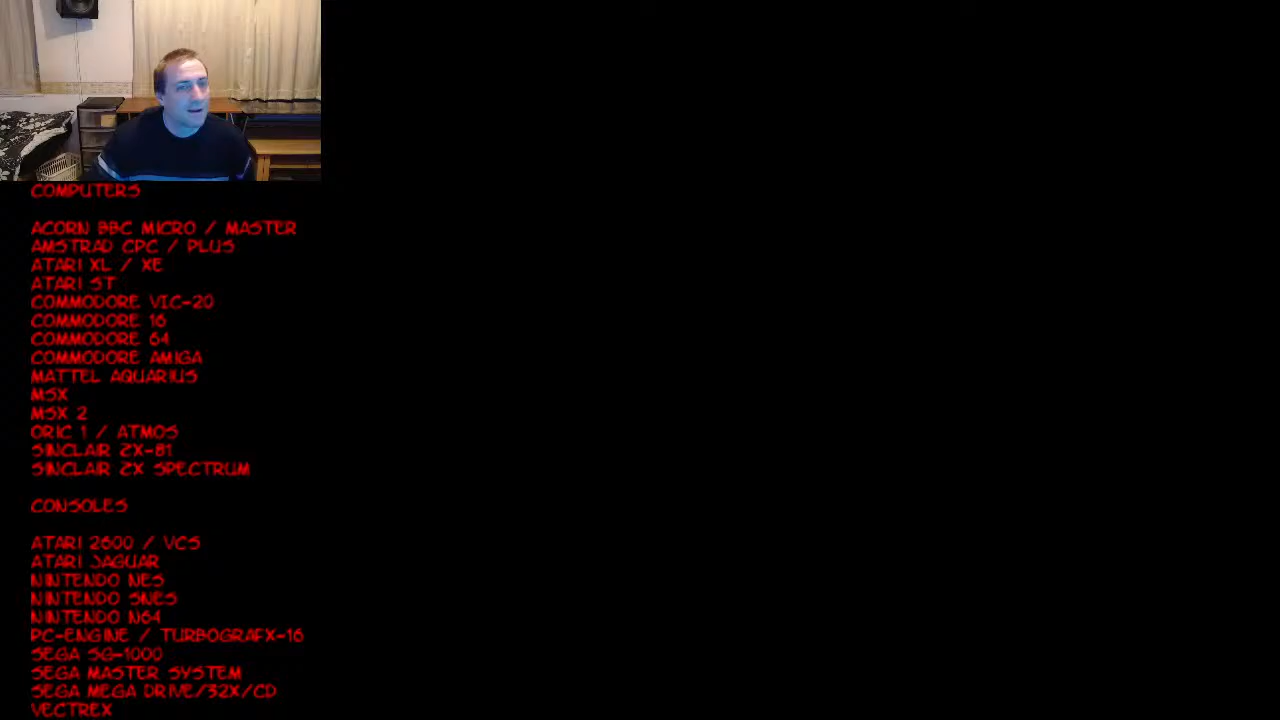 COMPUTERS
ACORN BBC MICRO / MASTER
AMSTRAD CPC / PLUS
ATARI XL / XE
ATARI ST
COMMODORE VIC-20
COMMODORE 16
COMMODORE 64
COMMODORE AMIGA
MATTEL AQUARIUS
MSX
MSX 2
ORIC 1 / ATMOS
SINCLAIR ZX-81
SINCLAIR ZX SPECTRUM
CONSOLES
ATARI 2600 / VCS
ATARI JAGUAR
NINTENDO NES
NINTENDO SNES
NINTENDO N64
PC-ENGINE / TURBOGRAFX-16
SEGA SG-1000
SEGA MASTER SYSTEM
SEGA MEGA DRIVE/32X/CD
VECTREX